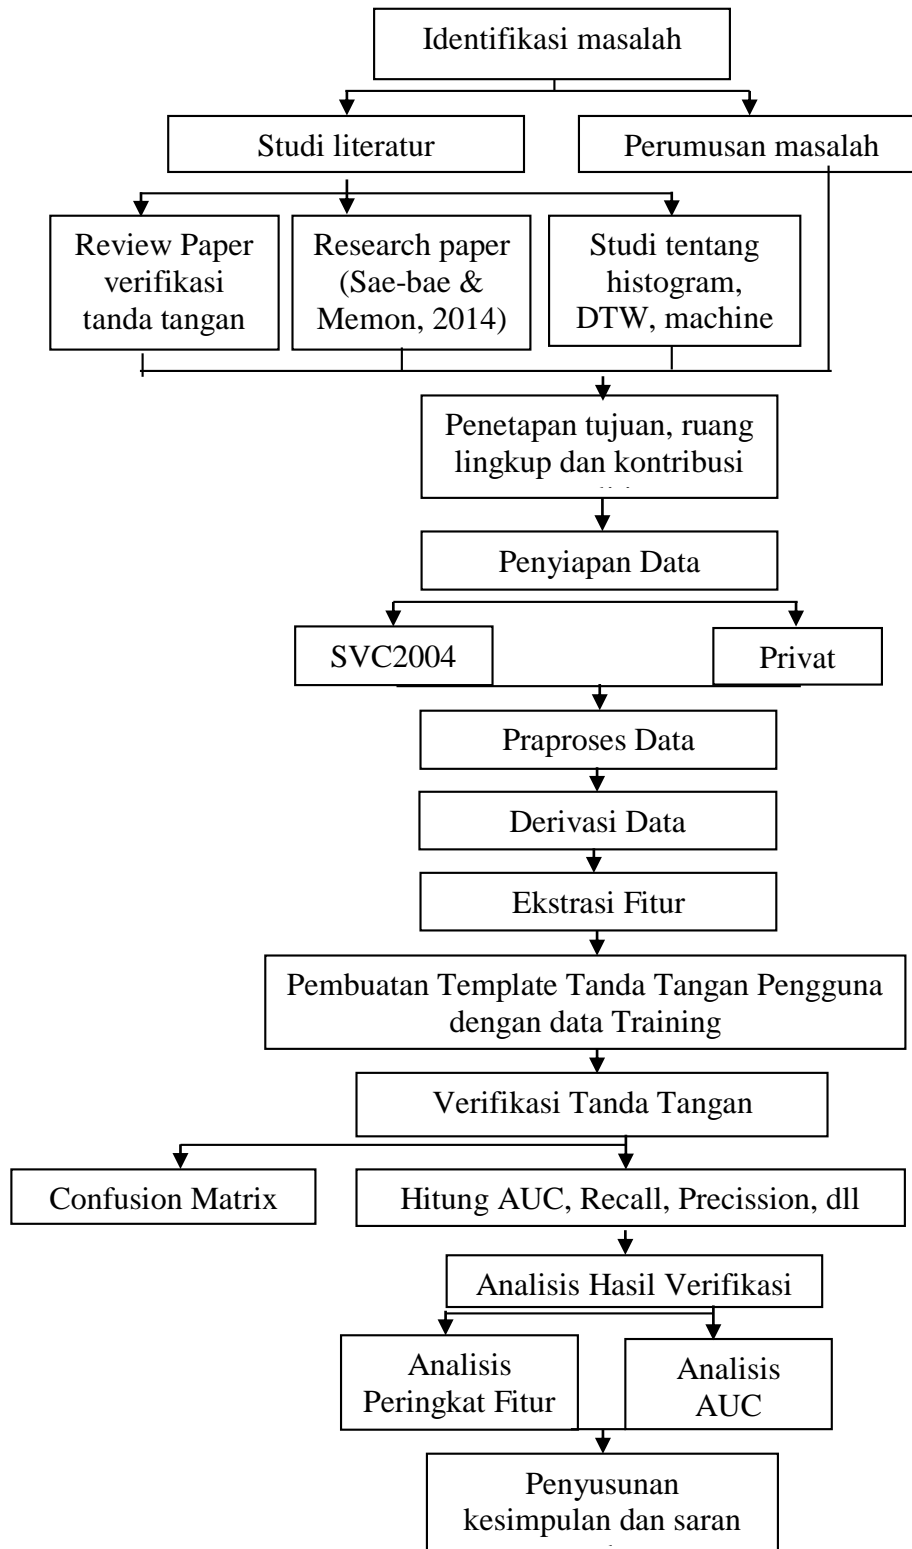 Identifikasi masalah
Studi literatur
Perumusan masalah
Review Paper
verifikasi
tanda tangan
Research paper
(Sae-bae &
Memon, 2014)
Studi tentang
histogram,
DTW, machine
Penetapan tujuan, ruang
lingkup dan kontribusi
Penyiapan Data
SVC2004
Privat
Praproses Data
Derivasi Data
Ekstrasi Fitur
Pembuatan Template Tanda Tangan Pengguna
dengan data Training
Verifikasi Tanda Tangan
Confusion Matrix
Hitung AUC, Recall, Precission, dll
Analisis Hasil Verifikasi
Analisis
Peringkat Fitur
Analisis
AUC
Penyusunan
kesimpulan dan saran